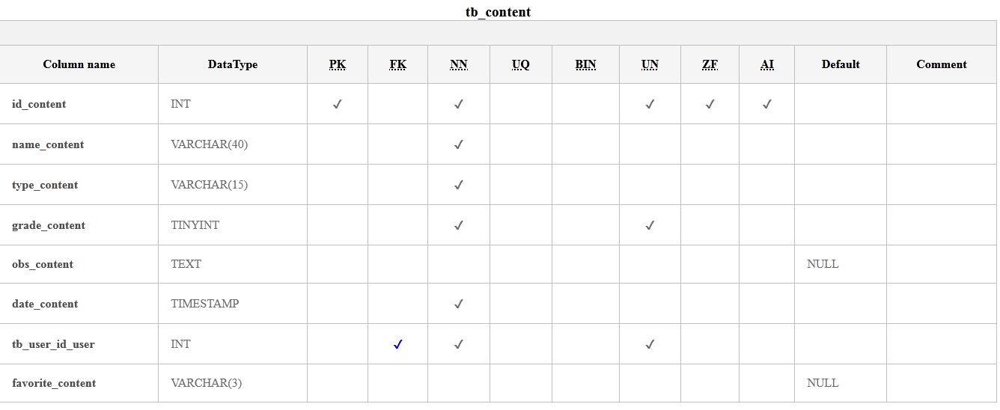 tb_content
Column name DataType PK FK NN UQ BIN UN ZF AI Default Comment
id_content INT ✓ ✓ ✓ ✓ ✓
name_content VARCHAR(40) ✓
type_content VARCHAR(15) ✓
grade_content TINYINT ✓ ✓
obs_content TEXT NULL
date_content TIMESTAMP ✓
tb_user_id_user INT ✓ ✓ ✓
favorite_content VARCHAR(3) NULL